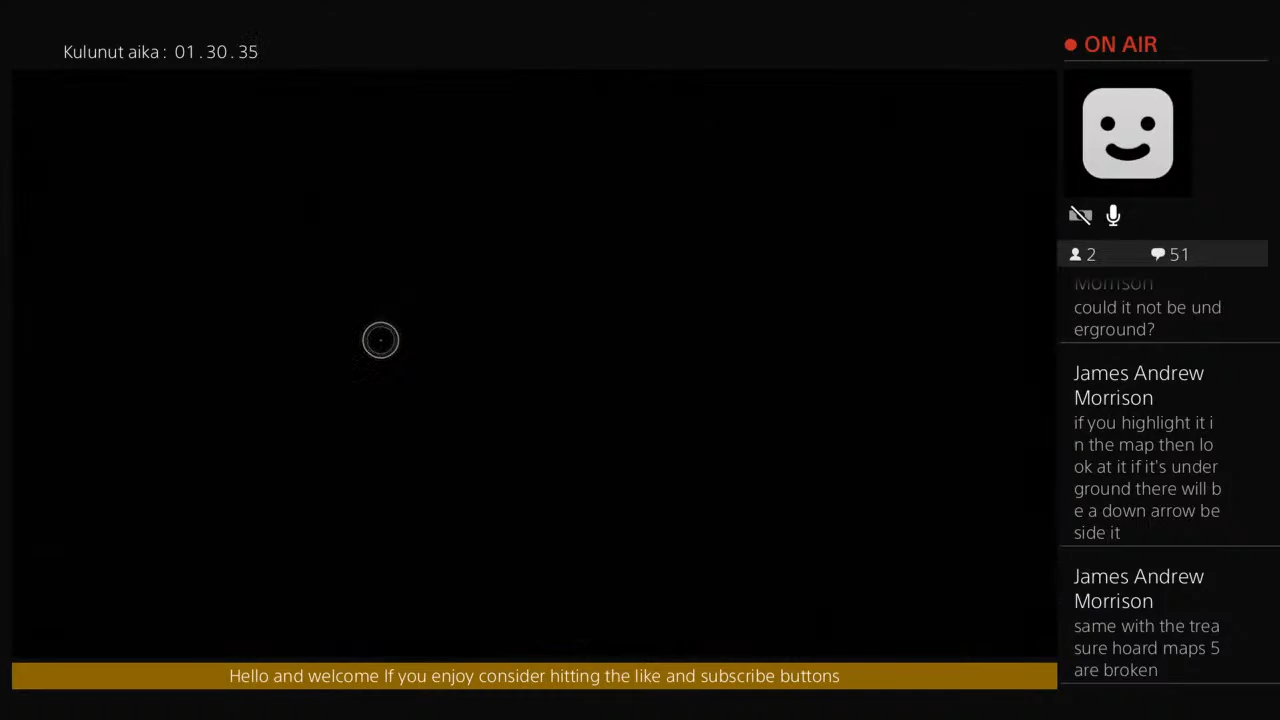 Kulunut aika : 01 . 30 . 35
ON AIR
2
51
Morrison
could it not be und
erground?
James Andrew
Morrison
if you highlight it i
n the map then lo
ok at it if it's under
ground there will b
e a down arrow be
side it
James Andrew
Morrison
same with the trea
sure hoard maps 5
are broken
Hello and welcome If you enjoy consider hitting the like and subscribe buttons